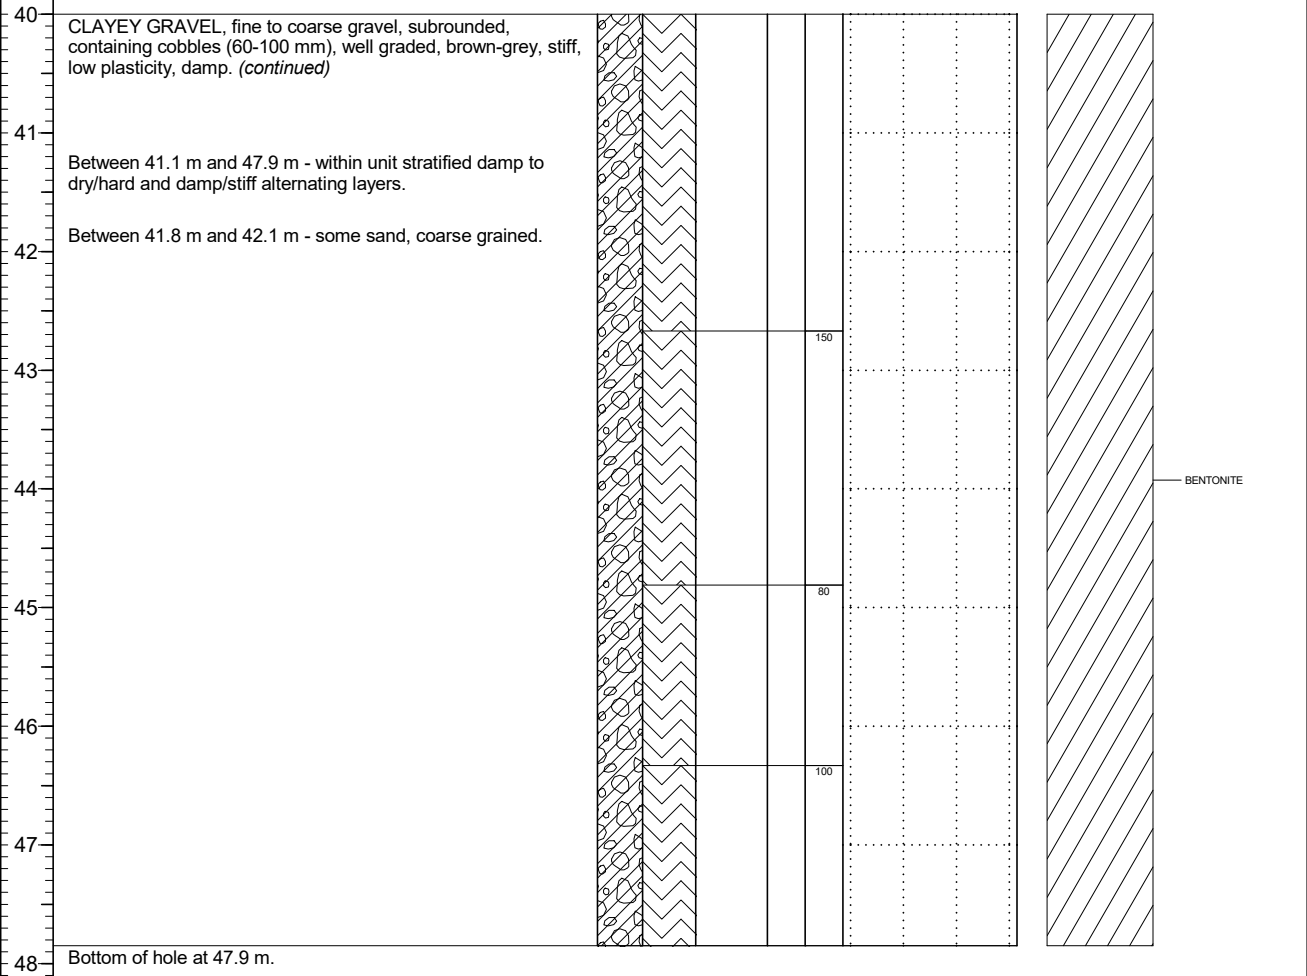 40
CLAYEY GRAVEL, fine to coarse gravel, subrounded,
containing cobbles (60-100 mm), well graded, brown-grey, stiff,
low plasticity, damp. (continued)
41
Between 41.1 m and 47.9 m - within unit stratified damp to
dry/hard and damp/stiff alternating layers.
Between 41.8 m and 42.1 m - some sand, coarse grained.
42
150
43
44
BENTONITE
80
45
46
100
47
Bottom of hole at 47.9 m.
48